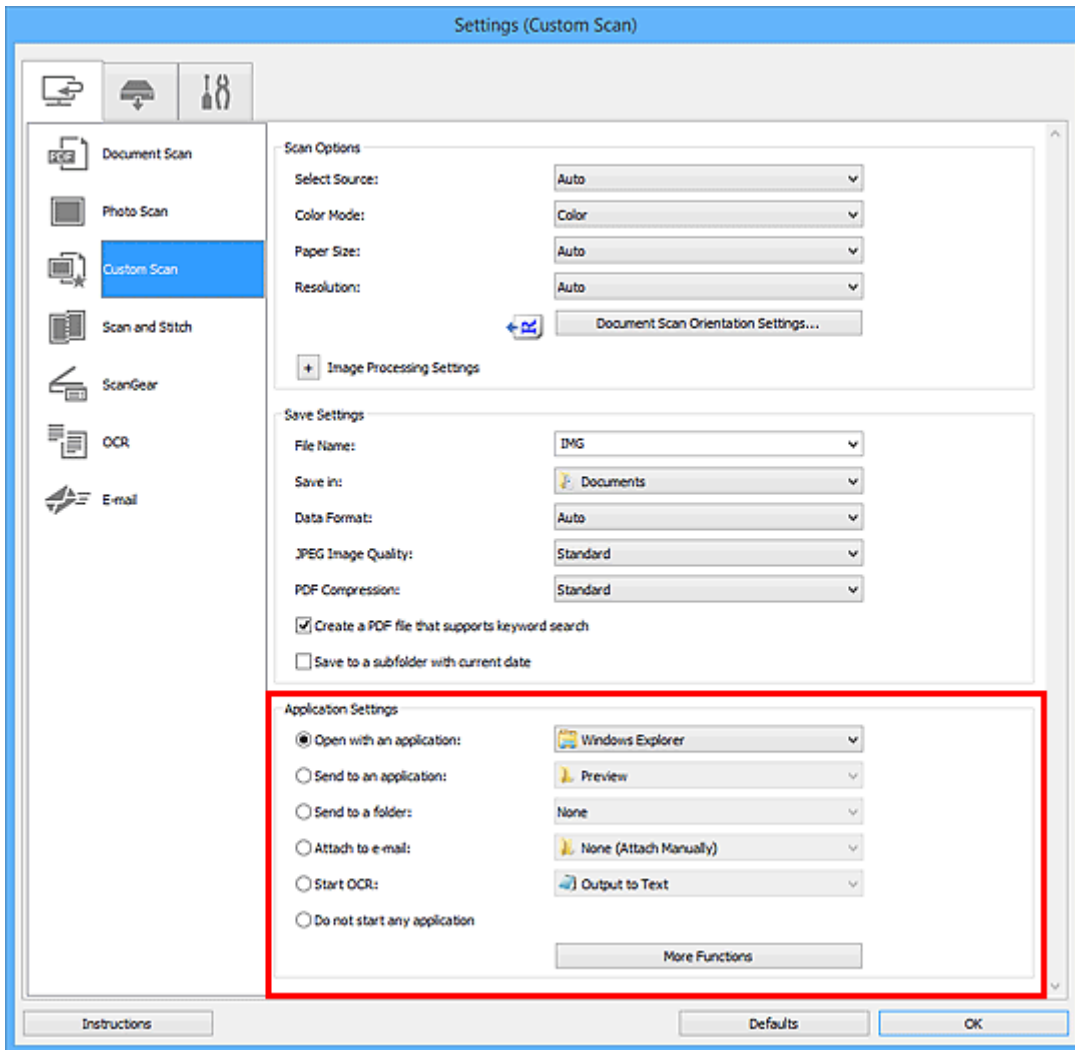 Settings (Custom Scan)
Document Scan
Photo Scan
Custom Scan
Scan and Stitch
ScanGear
OCR
E-mail
Scan Options
Select Source: Auto
Color Mode: Color
Paper Size: Auto
Resolution: Auto
Document Scan Orientation Settings...
+ Image Processing Settings
Save Settings
File Name: IMG
Save in: Documents
Data Format: Auto
JPEG Image Quality: Standard
PDF Compression: Standard
Create a PDF file that supports keyword search
Save to a subfolder with current date
Application Settings
Open with an application: Windows Explorer
Send to an application: Preview
Send to a folder: None
Attach to e-mail: None (Attach Manually)
Start OCR: Output to Text
Do not start any application
More Functions
Instructions Defaults OK